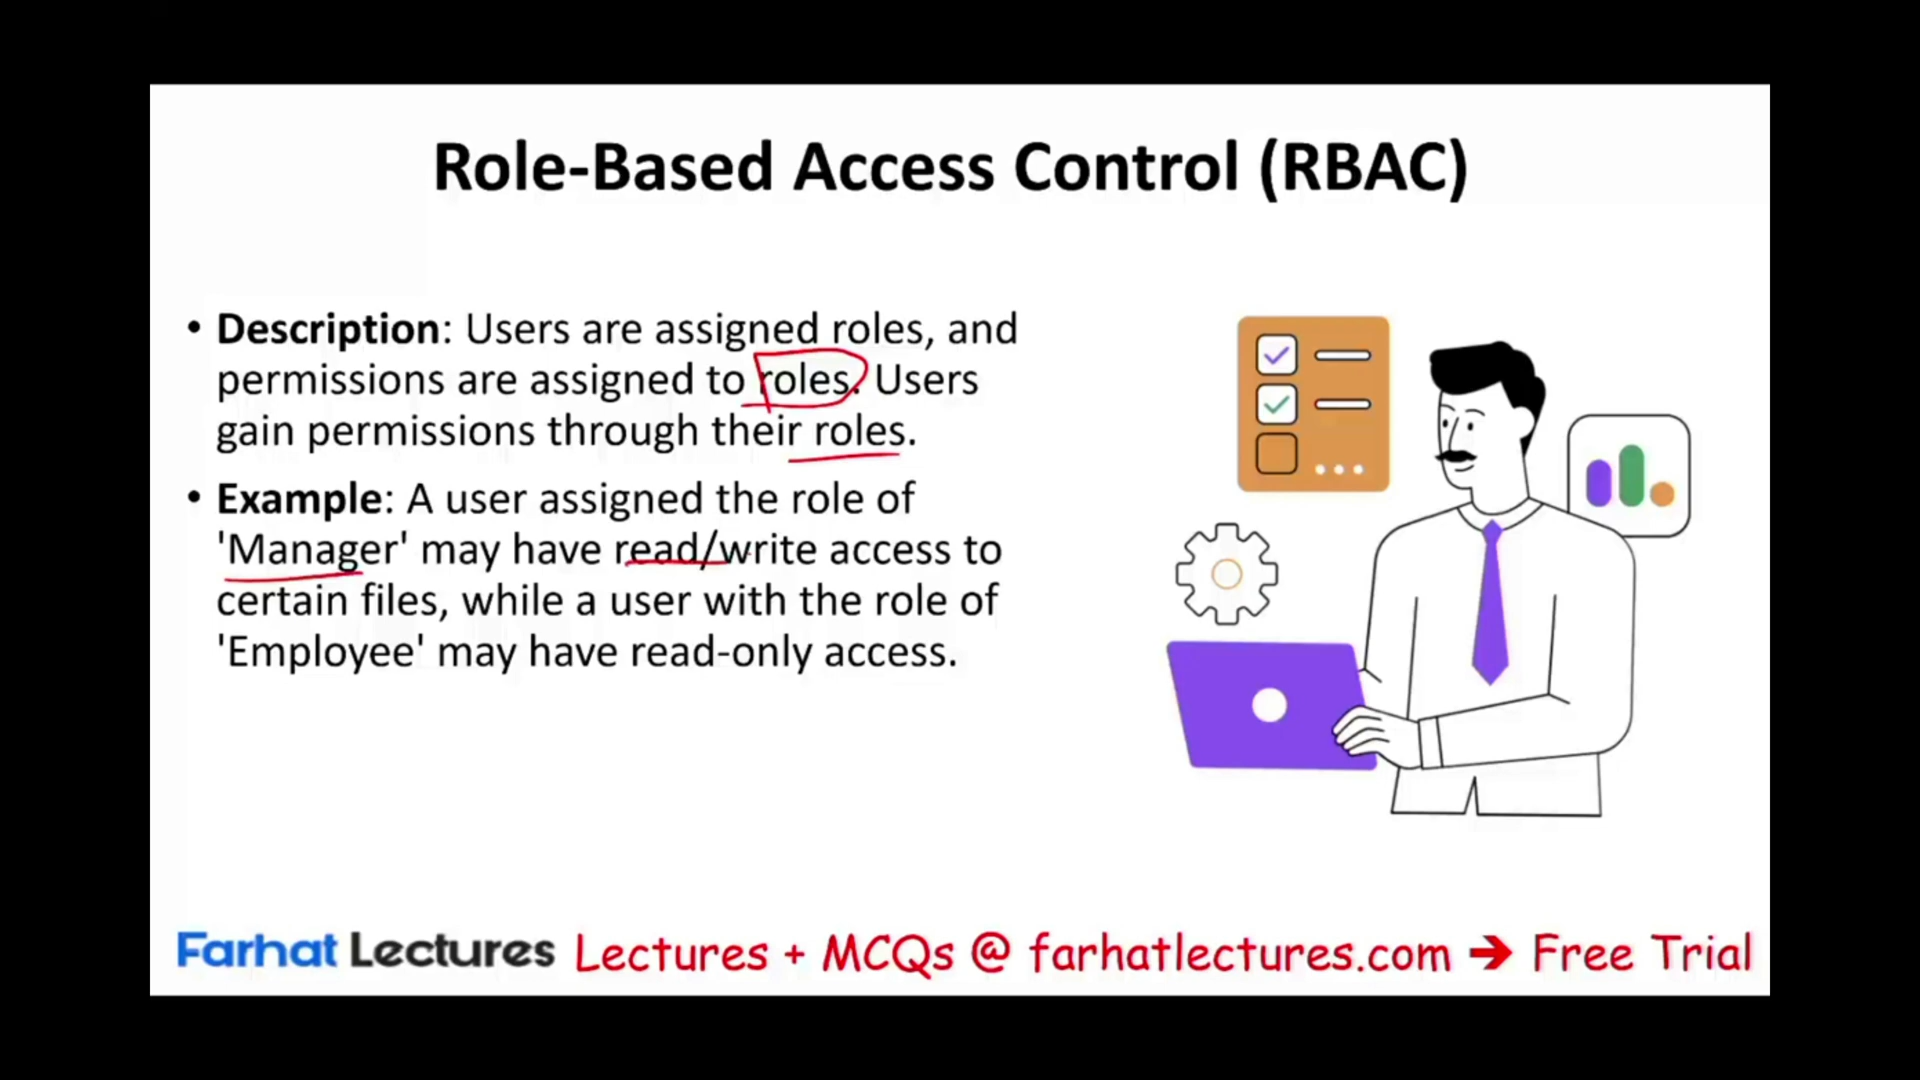 Role-Based Access Control (RBAC)
• Description: Users are assigned roles, and
permissions are assigned to roles. Users
gain permissions through their roles.
• Example: A user assigned the role of
'Manager' may have read/write access to
certain files, while a user with the role of
'Employee' may have read-only access.
Farhat Lectures Lectures + MCQs @ farhatlectures.com ➔ Free Trial